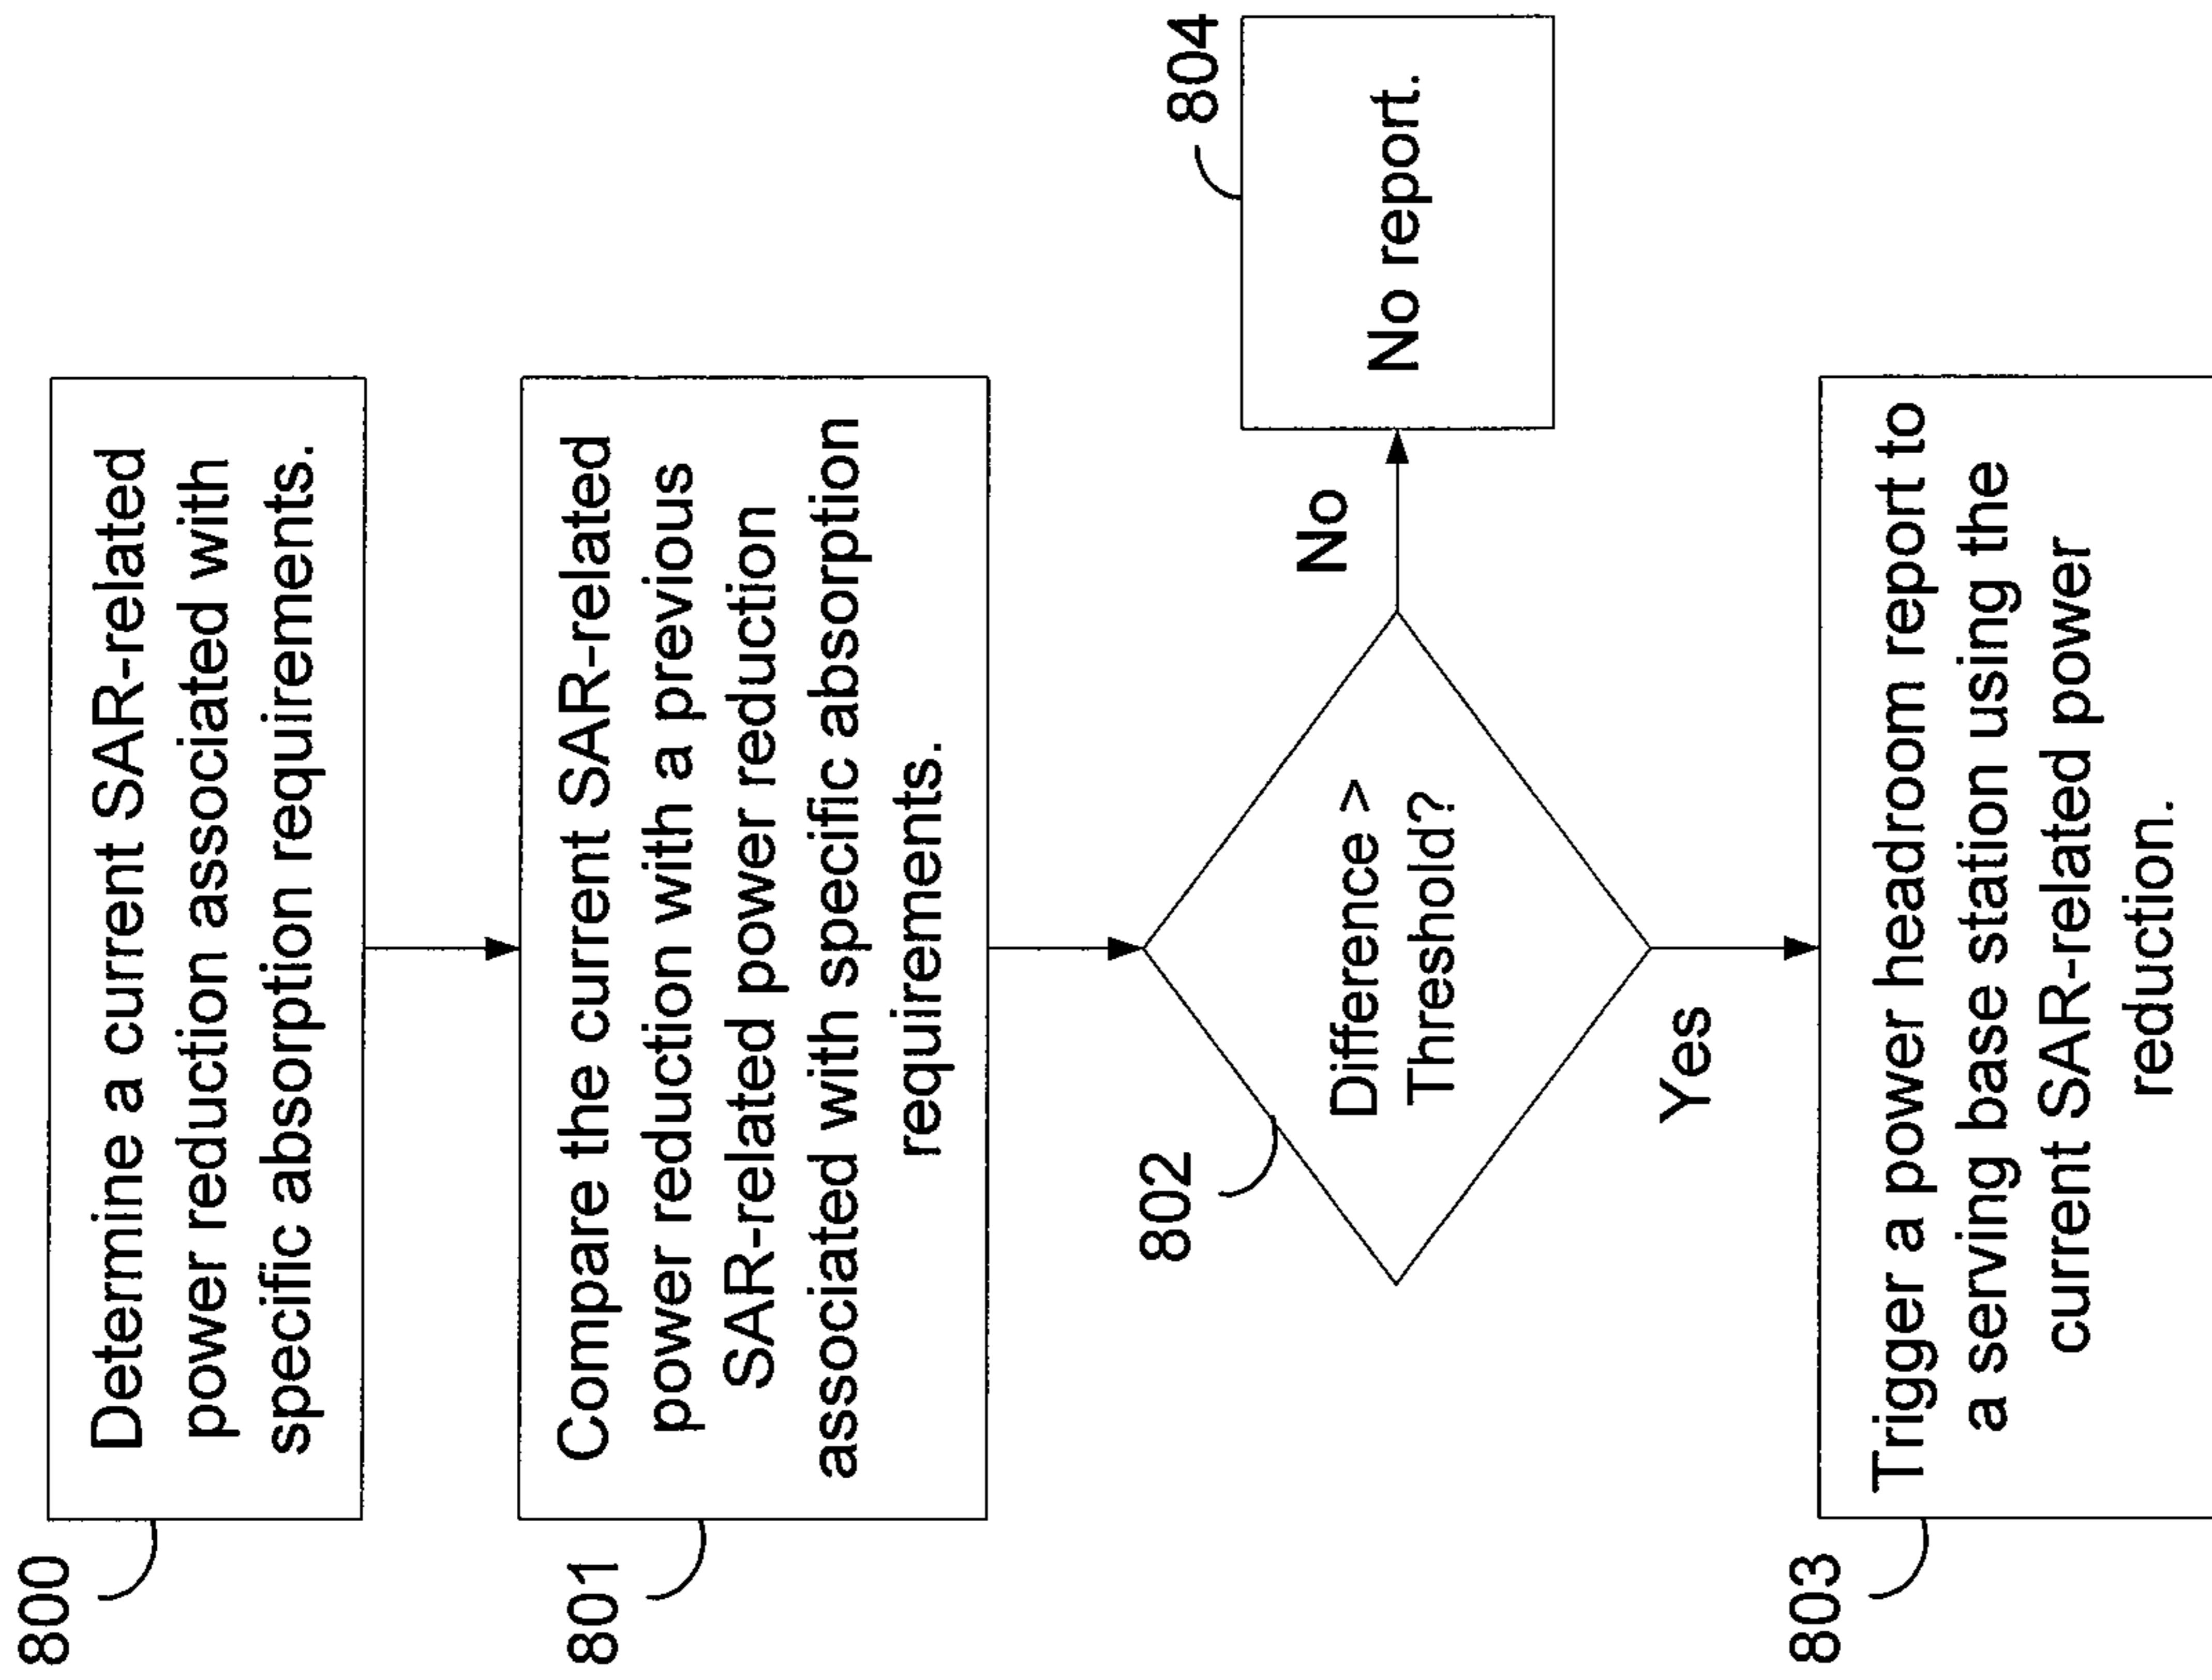 800
Determine a current SAR-related
power reduction associated with
specific absorption requirements.
801
Compare the current SAR-related
power reduction with a previous
SAR-related power reduction
associated with specific absorption
requirements.
802
Difference >
Threshold?
No
804
No report.
Yes
803
Trigger a power headroom report to
a serving base station using the
current SAR-related power
reduction.